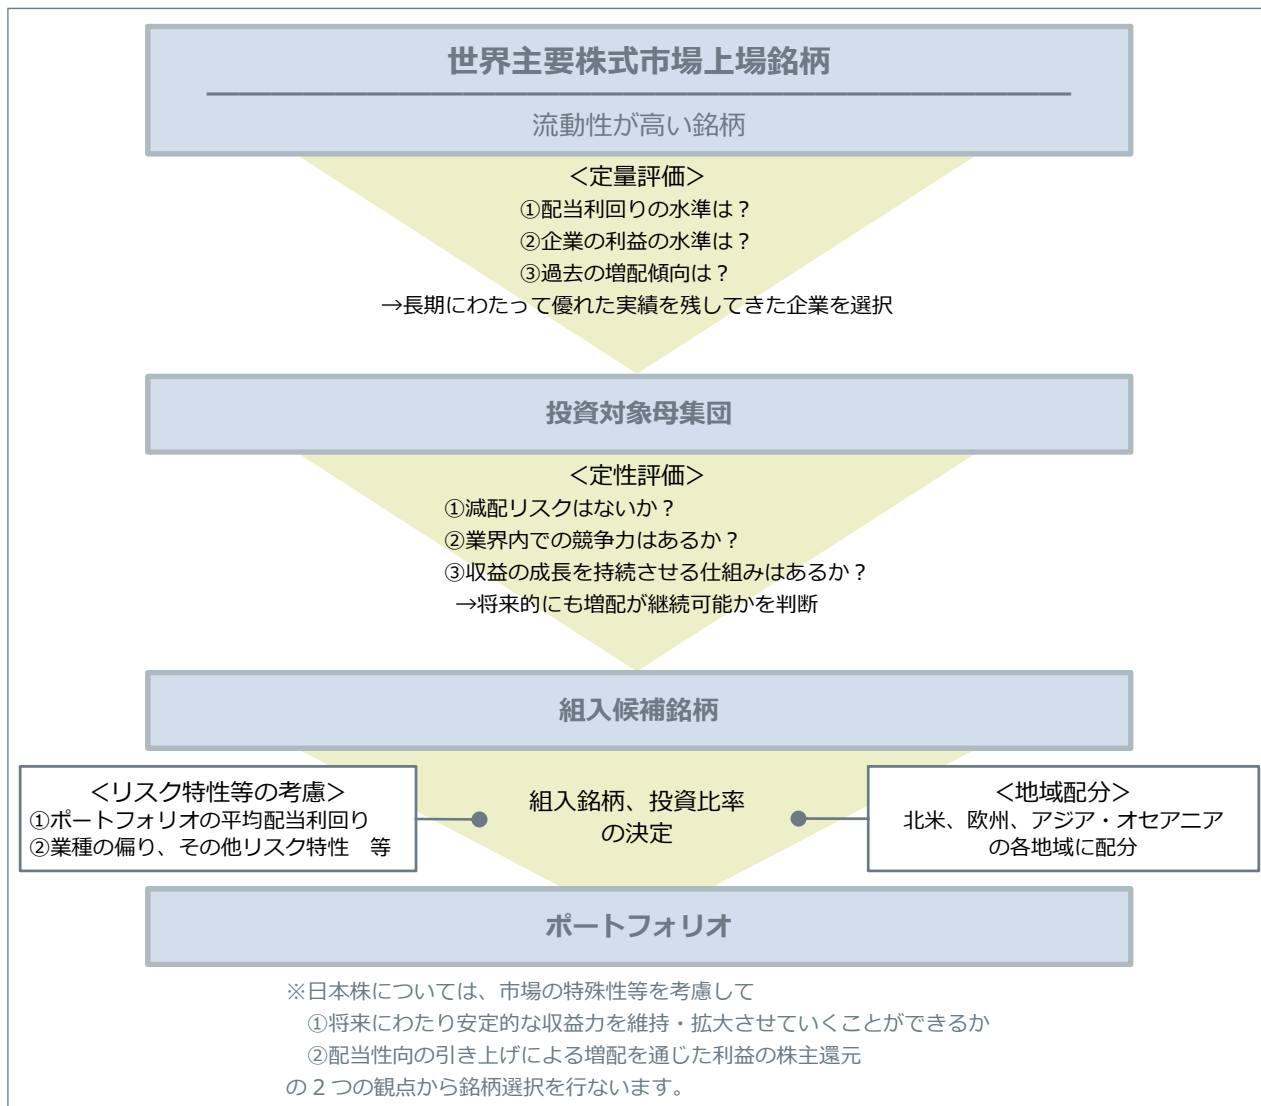 世界主要株式市場上場銘柄
流動性が高い銘柄
＜定量評価＞
①配当利回りの水準は？
②企業の利益の水準は？
③過去の増配傾向は？
→長期にわたって優れた実績を残してきた企業を選択
投資対象母集団
＜定性評価＞
①減配リスクはないか？
②業界内での競争力はあるか？
③収益の成長を持続させる仕組みはあるか？
→将来的にも増配が継続可能かを判断
組入候補銘柄
＜リスク特性等の考慮＞
①ポートフォリオの平均配当利回り
②業種の偏り、その他リスク特性　等
組入銘柄、投資比率
の決定
＜地域配分＞
北米、欧州、アジア・オセアニア
の各地域に配分
ポートフォリオ
※日本株については、市場の特殊性等を考慮して
①将来にわたり安定的な収益力を維持・拡大させていくことができるか
②配当性向の引き上げによる増配を通じた利益の株主還元
の２つの観点から銘柄選択を行ないます。